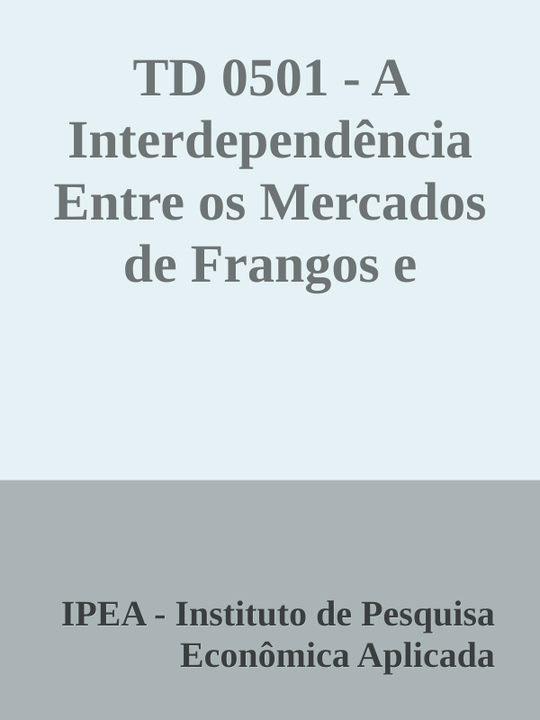 TD 0501 - A
Interdependência
Entre os Mercados
de Frangos e
IPEA - Instituto de Pesquisa
Econômica Aplicada